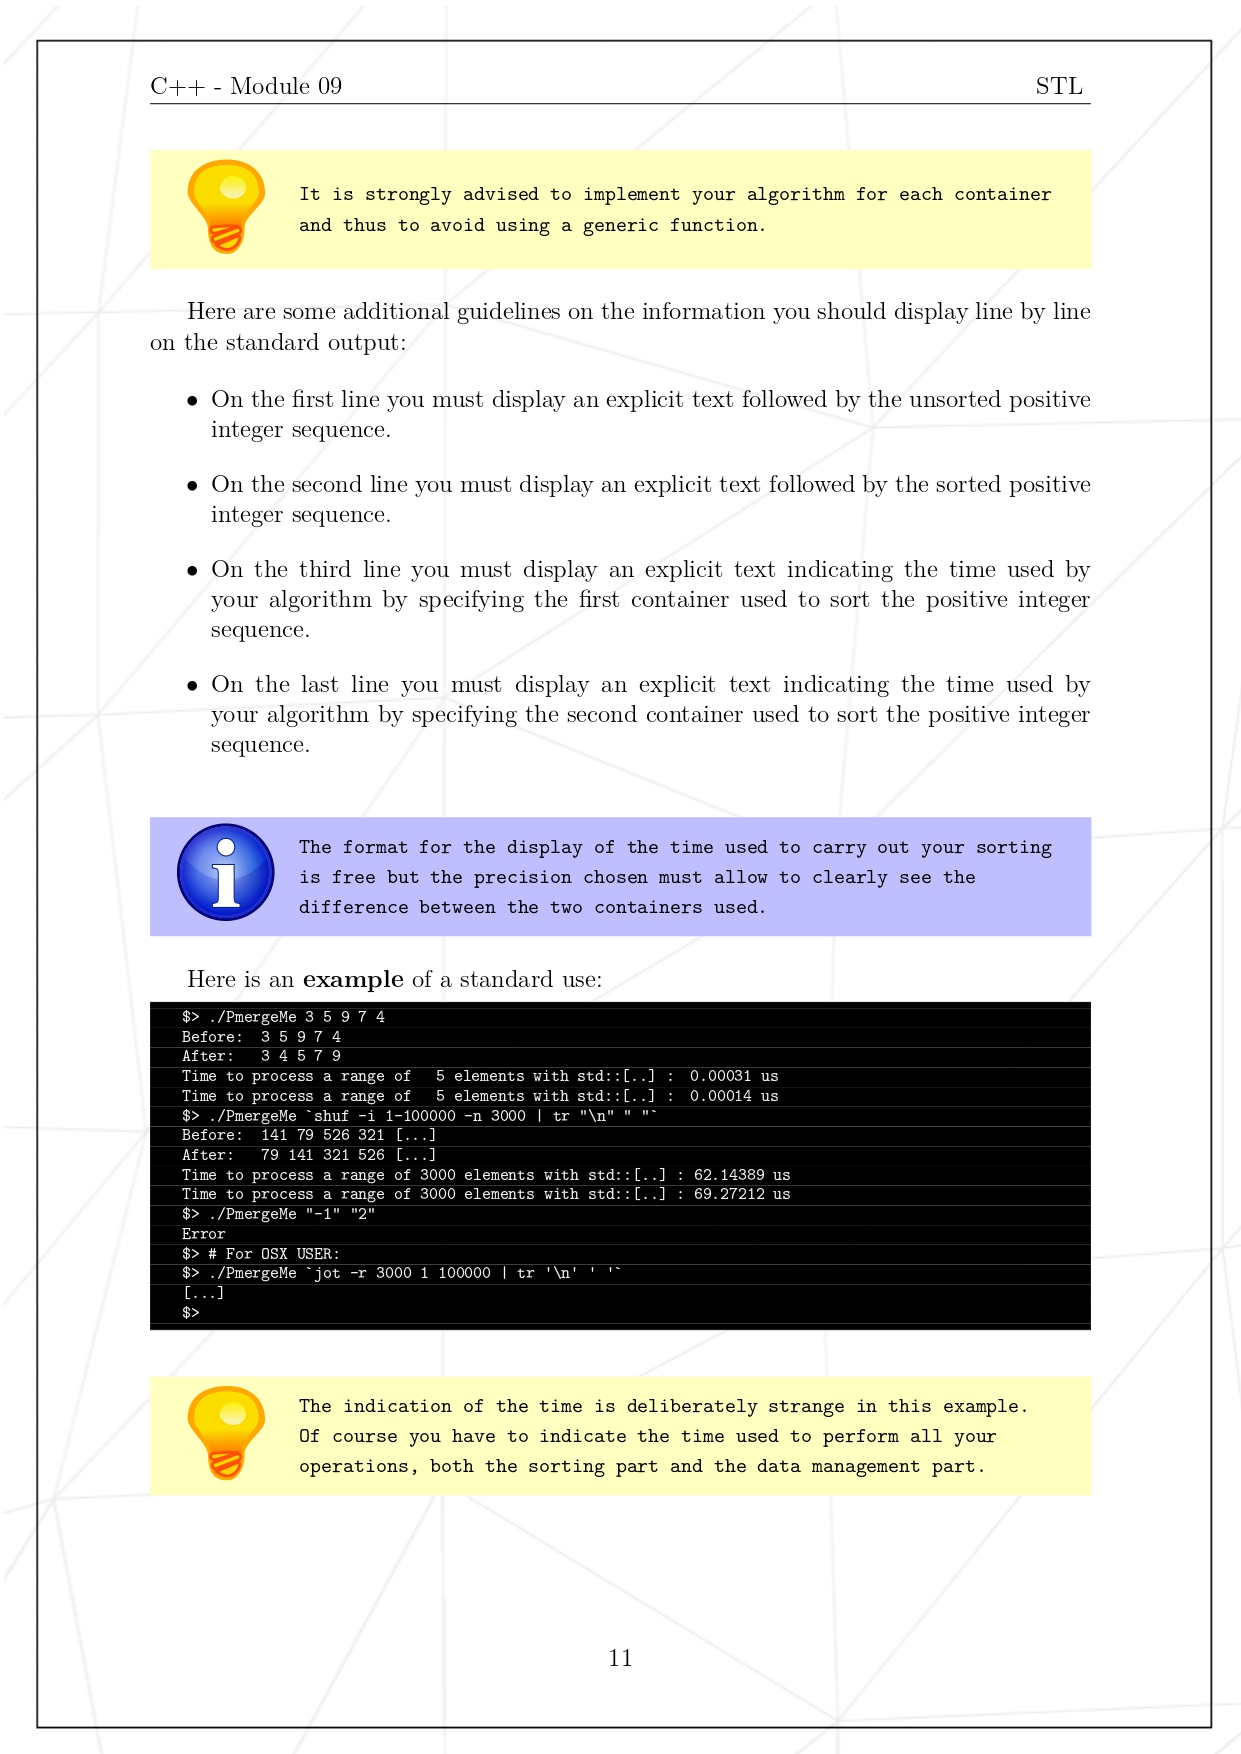 C++ - Module 09 STL
It is strongly advised to implement your algorithm for each container
and thus to avoid using a generic function.
Here are some additional guidelines on the information you should display line by line
on the standard output:
• On the first line you must display an explicit text followed by the unsorted positive
integer sequence.
• On the second line you must display an explicit text followed by the sorted positive
integer sequence.
• On the third line you must display an explicit text indicating the time used by
your algorithm by specifying the first container used to sort the positive integer
sequence.
• On the last line you must display an explicit text indicating the time used by
your algorithm by specifying the second container used to sort the positive integer
sequence.
The format for the display of the time used to carry out your sorting
is free but the precision chosen must allow to clearly see the
difference between the two containers used.
Here is an example of a standard use:
$> ./PmergeMe 3 5 9 7 4
Before:  3 5 9 7 4
After:   3 4 5 7 9
Time to process a range of   5 elements with std::[..] :  0.00031 us
Time to process a range of   5 elements with std::[..] :  0.00014 us
$> ./PmergeMe `shuf -i 1-100000 -n 3000 | tr "\n" " "`
Before:  141 79 526 321 [...]
After:   79 141 321 526 [...]
Time to process a range of 3000 elements with std::[..] : 62.14389 us
Time to process a range of 3000 elements with std::[..] : 69.27212 us
$> ./PmergeMe "-1" "2"
Error
$> # For OSX USER:
$> ./PmergeMe `jot -r 3000 1 100000 | tr '\n' ' '`
[...]
$>
The indication of the time is deliberately strange in this example.
Of course you have to indicate the time used to perform all your
operations, both the sorting part and the data management part.
11